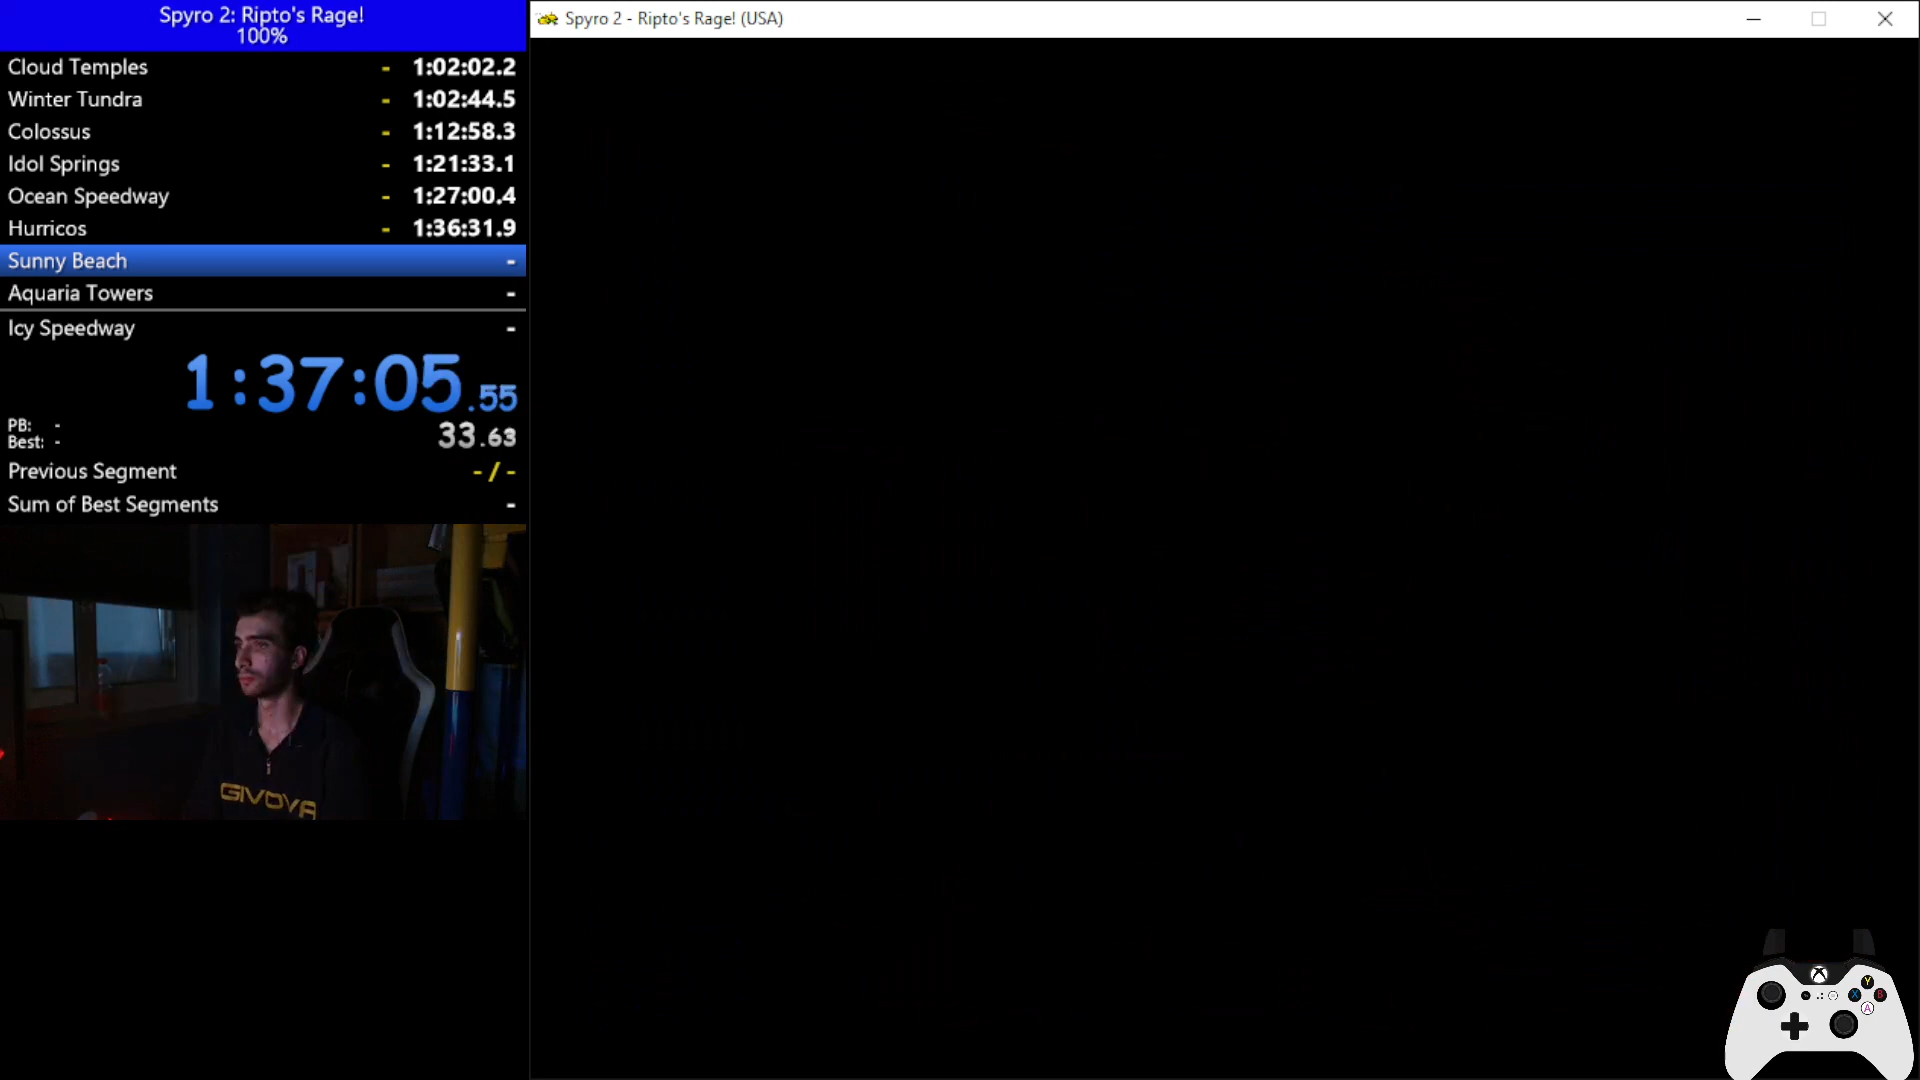 Spyro 2: Ripto's Rage!
100%
Cloud Temples - 1:02:02.2
Winter Tundra - 1:02:44.5
Colossus - 1:12:58.3
Idol Springs - 1:21:33.1
Ocean Speedway - 1:27:00.4
Hurricos - 1:36:31.9
Sunny Beach -
Aquaria Towers -
Icy Speedway -
1:37:05.55
PB: -
Best: -
33.63
Previous Segment - / -
Sum of Best Segments -
GIVOVA
Spyro 2 - Ripto's Rage! (USA)
Y
X
B
A